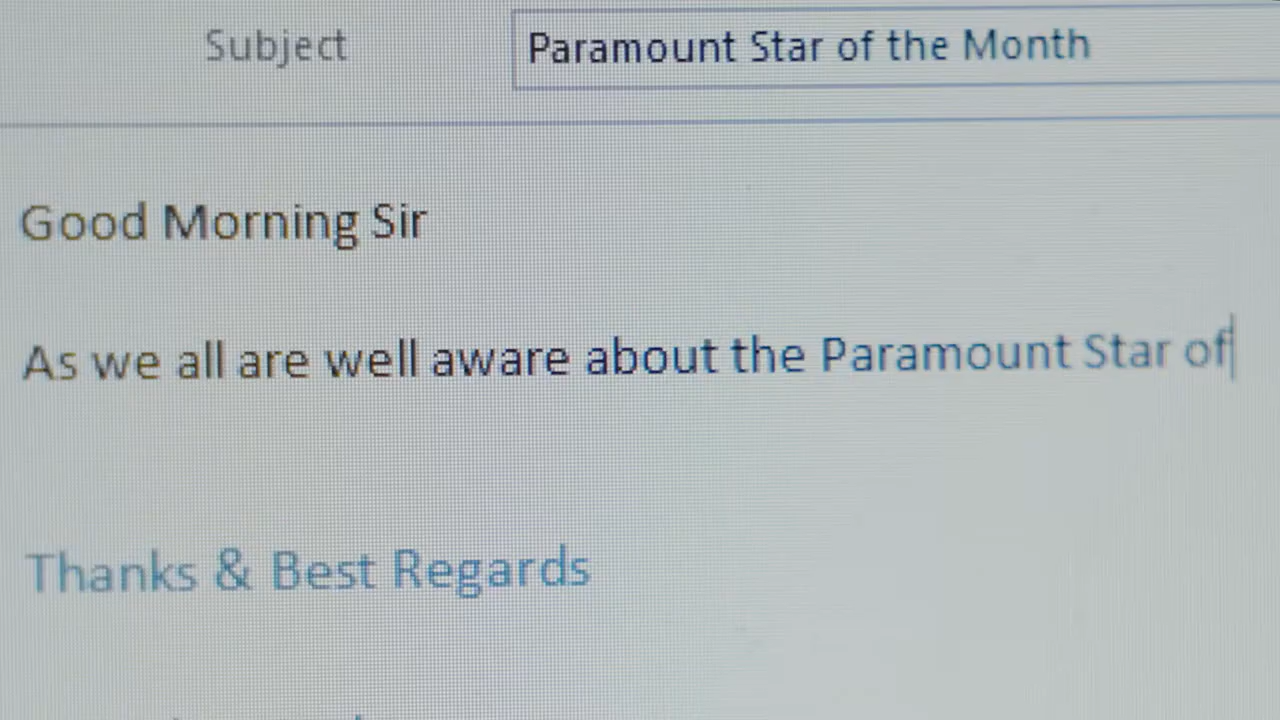 Subject Paramount Star of the Month
Good Morning Sir
As we all are well aware about the Paramount Star of
Thanks & Best Regards